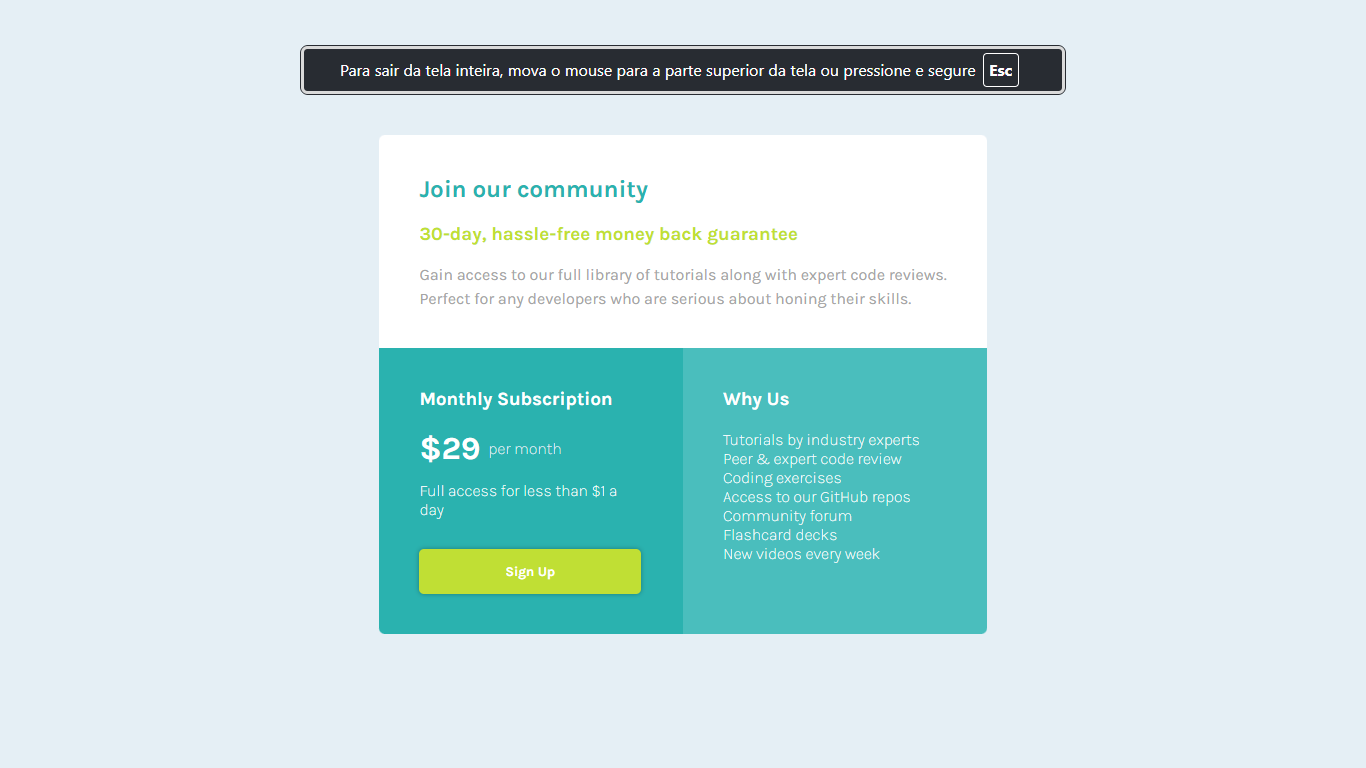 Para sair da tela inteira, mova o mouse para a parte superior da tela ou pressione e segure Esc
Join our community
30-day, hassle-free money back guarantee
Gain access to our full library of tutorials along with expert code reviews.
Perfect for any developers who are serious about honing their skills.
Monthly Subscription
$29 per month
Full access for less than $1 a
day
Sign Up
Why Us
Tutorials by industry experts
Peer & expert code review
Coding exercises
Access to our GitHub repos
Community forum
Flashcard decks
New videos every week